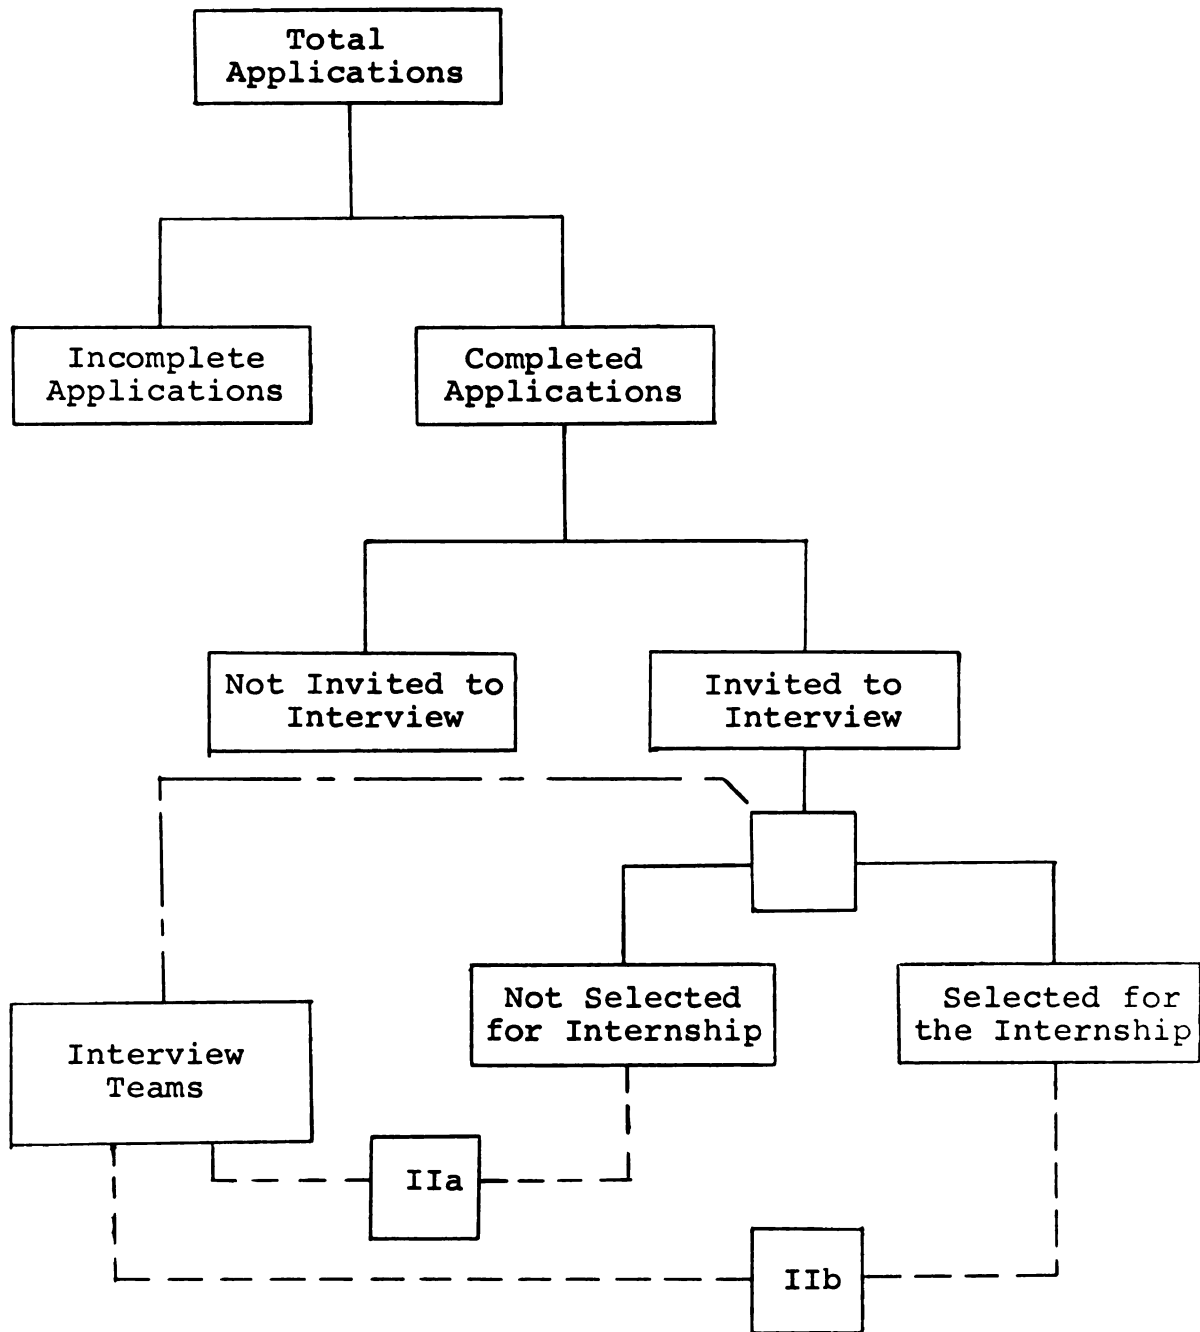 Total
Applications
Incomplete
Applications
Completed
Applications
Not Invited to
Interview
Invited to
Interview
Not Selected
for Internship
Selected for
the Internship
Interview
Teams
IIa
IIb